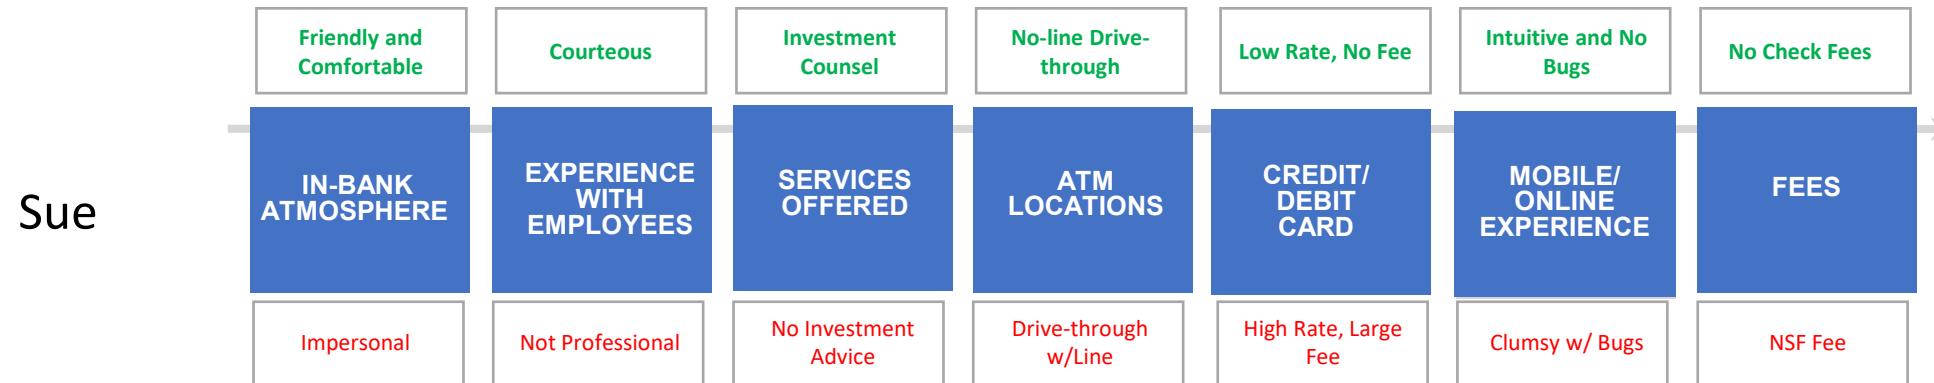 Friendly and
Comfortable
Courteous
Investment
Counsel
No-line Drive-
through
Low Rate, No Fee
Intuitive and No
Bugs
No Check Fees
Sue
IN-BANK
ATMOSPHERE
EXPERIENCE
WITH
EMPLOYEES
SERVICES
OFFERED
ATM
LOCATIONS
CREDIT/
DEBIT
CARD
MOBILE/
ONLINE
EXPERIENCE
FEES
Impersonal
Not Professional
No Investment
Advice
Drive-through
w/Line
High Rate, Large
Fee
Clumsy w/ Bugs
NSF Fee